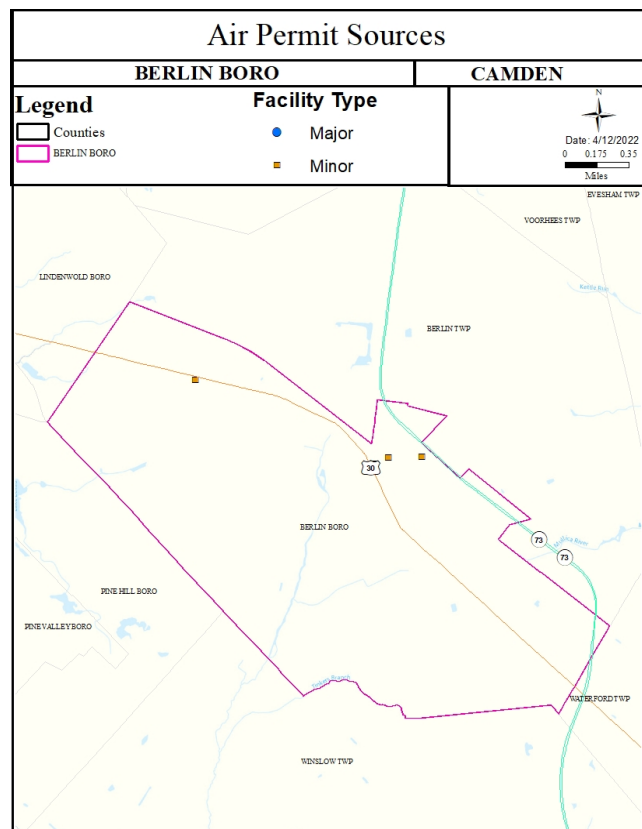 Air Permit Sources
BERLIN BORO
CAMDEN
Legend
Counties
BERLIN BORO
Facility Type
Major
Minor
N
Date: 4/12/2022
0 0.175 0.35
Miles
EVESHAM TWP
VOORHEES TWP
LINDENWOLD BORO
BERLIN TWP
30
BERLIN BORO
73
Mullica River
73
PINE HILL BORO
PINE VALLEY BORO
WATERFORD TWP
WINSLOW TWP